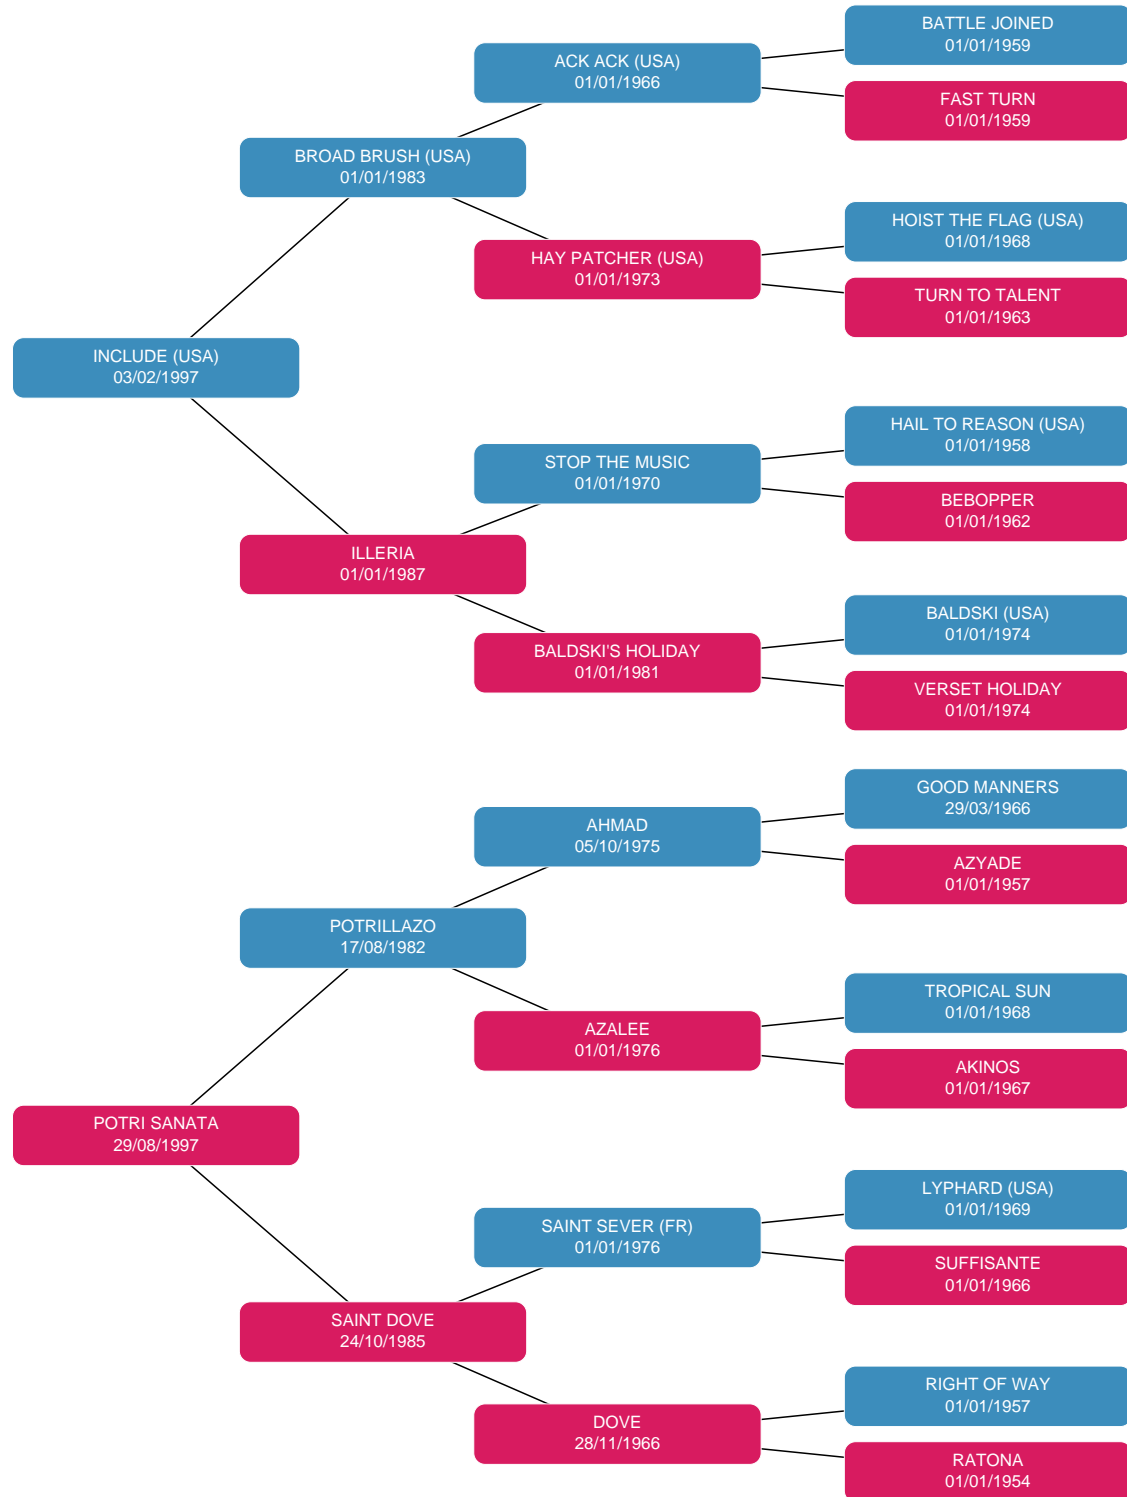 BATTLE JOINED
01/01/1959
ACK ACK (USA)
01/01/1966
FAST TURN
01/01/1959
BROAD BRUSH (USA)
01/01/1983
HOIST THE FLAG (USA)
01/01/1968
HAY PATCHER (USA)
01/01/1973
TURN TO TALENT
01/01/1963
INCLUDE (USA)
03/02/1997
HAIL TO REASON (USA)
01/01/1958
STOP THE MUSIC
01/01/1970
BEBOPPER
01/01/1962
ILLERIA
01/01/1987
BALDSKI (USA)
01/01/1974
BALDSKI'S HOLIDAY
01/01/1981
VERSET HOLIDAY
01/01/1974
GOOD MANNERS
29/03/1966
AHMAD
05/10/1975
AZYADE
01/01/1957
POTRILLAZO
17/08/1982
TROPICAL SUN
01/01/1968
AZALEE
01/01/1976
AKINOS
01/01/1967
POTRI SANATA
29/08/1997
LYPHARD (USA)
01/01/1969
SAINT SEVER (FR)
01/01/1976
SUFFISANTE
01/01/1966
SAINT DOVE
24/10/1985
RIGHT OF WAY
01/01/1957
DOVE
28/11/1966
RATONA
01/01/1954